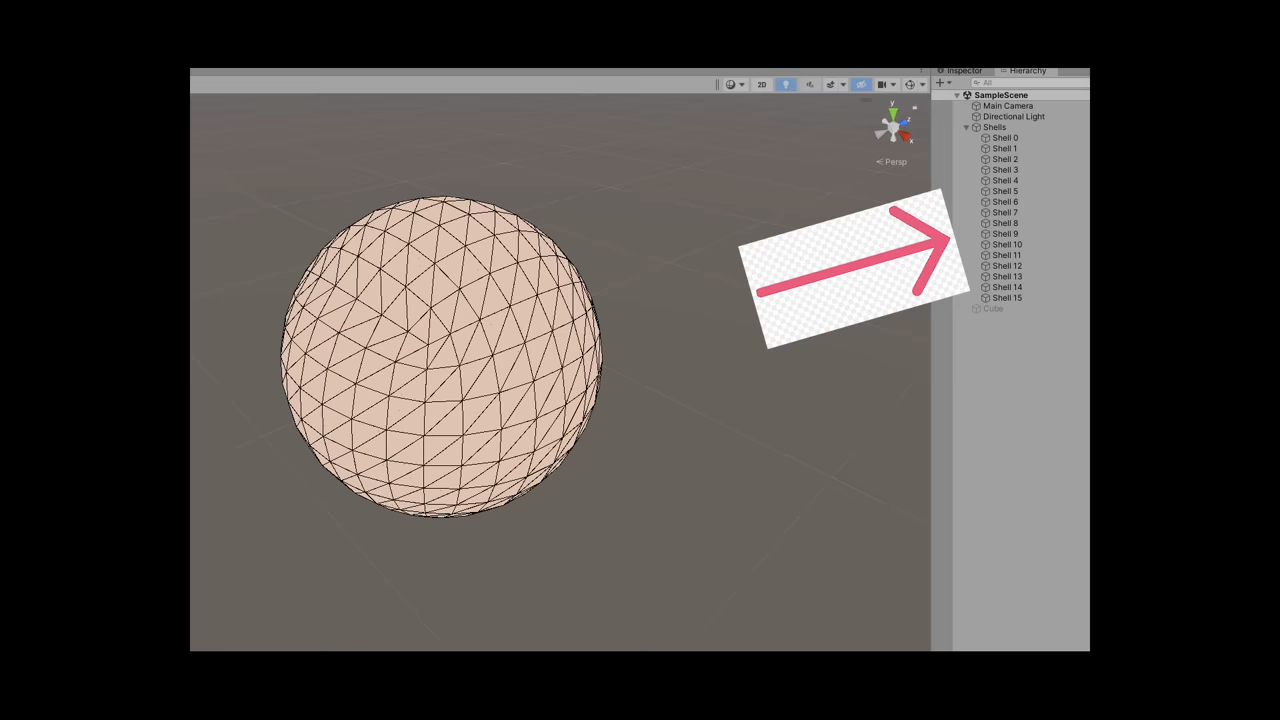 Inspector
Hierarchy
2D
All
SampleScene
Main Camera
Directional Light
Shells
Shell 0
Shell 1
Shell 2
Shell 3
Shell 4
Shell 5
Shell 6
Shell 7
Shell 8
Shell 9
Shell 10
Shell 11
Shell 12
Shell 13
Shell 14
Shell 15
Cube
y
z
x
Persp